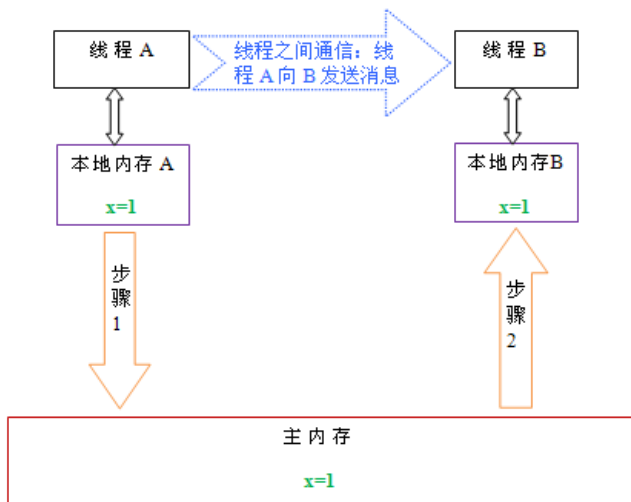 线程 A
线程之间通信：线
程 A 向 B 发送消息
线程 B
本地内存 A
x=1
本地内存B
x=1
步
骤
1
步
骤
2
主内存
x=1